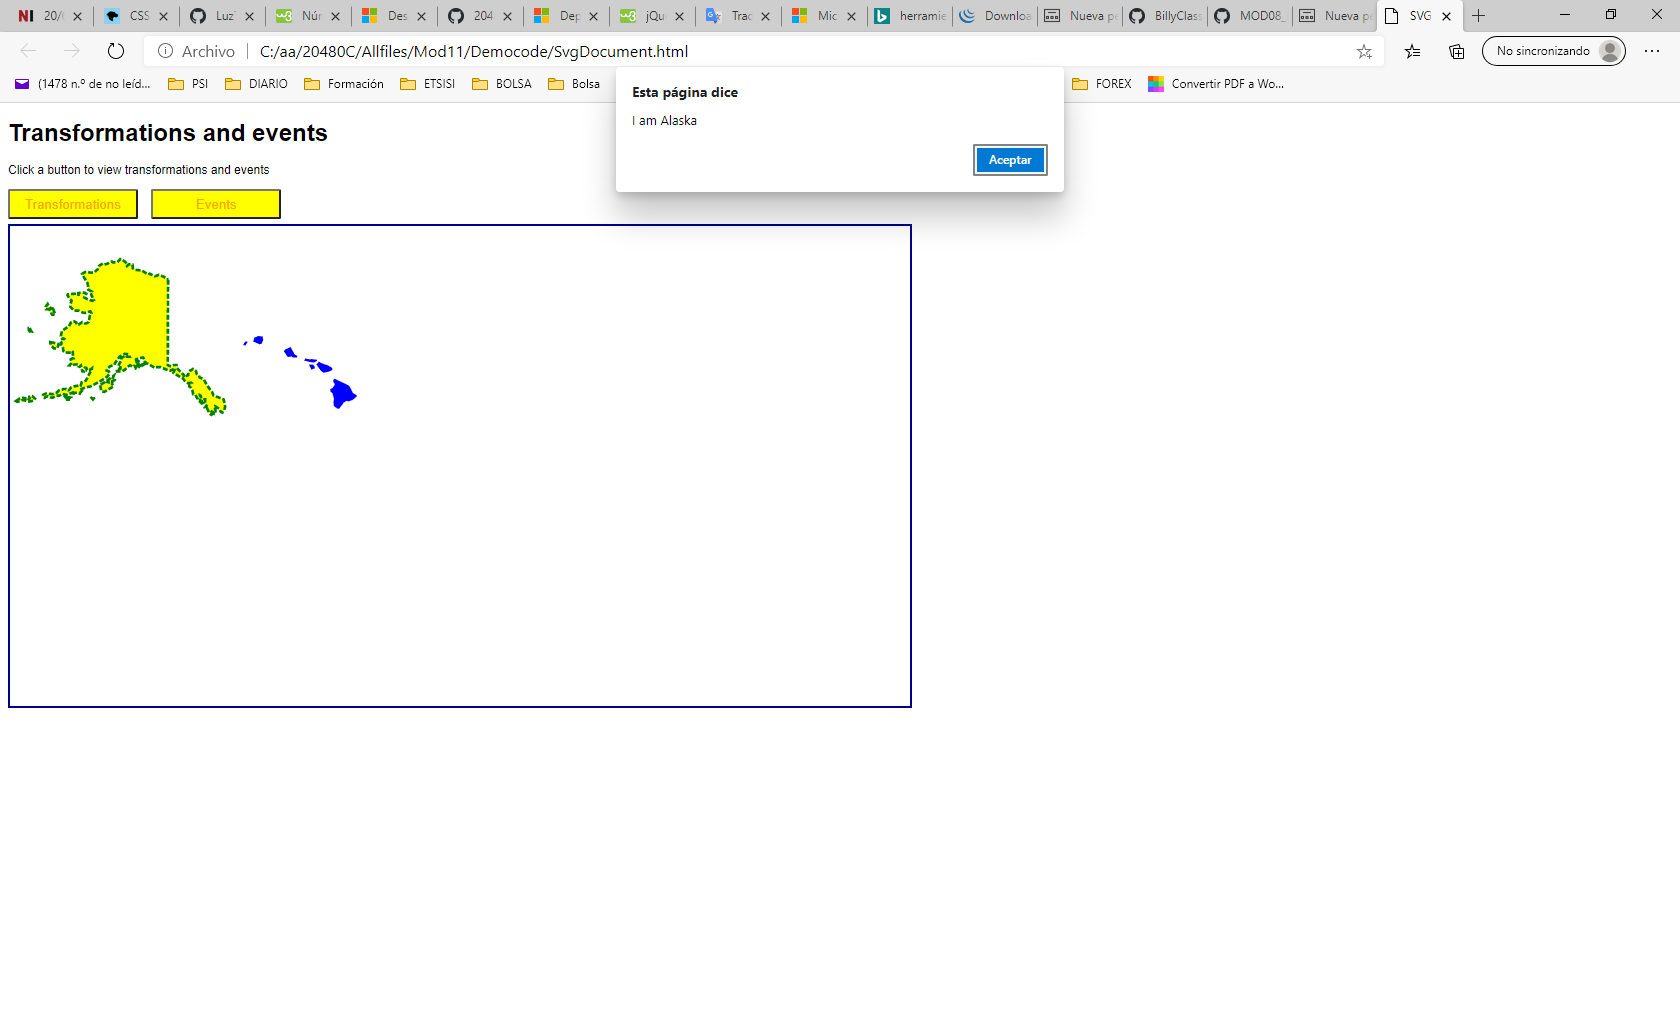 20/ CSS Luz Núr Des 204 Dep jQu Trac Mic herramie Downloa Nueva pe BillyClass MOD08_ Nueva pe SVG
Archivo C:/aa/20480C/Allfiles/Mod11/Democode/SvgDocument.html No sincronizando
(1478 n.º de no leíd... PSI DIARIO Formación ETSISI BOLSA Bolsa FOREX Convertir PDF a Wo...
Esta página dice
I am Alaska
Aceptar
Transformations and events
Click a button to view transformations and events
Transformations Events